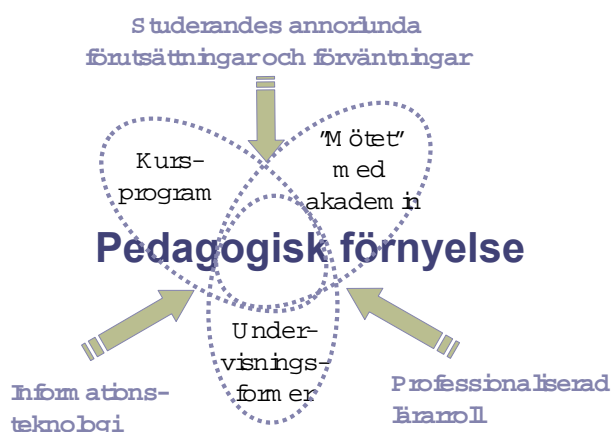 Studerandes annorlunda
förutsättningar och förväntningar
Kurs-
program
"Mötet"
med
akademin
Pedagogisk förnyelse
Under-
visnings-
former
Informations-
teknologi
Professionaliserad
lärarroll